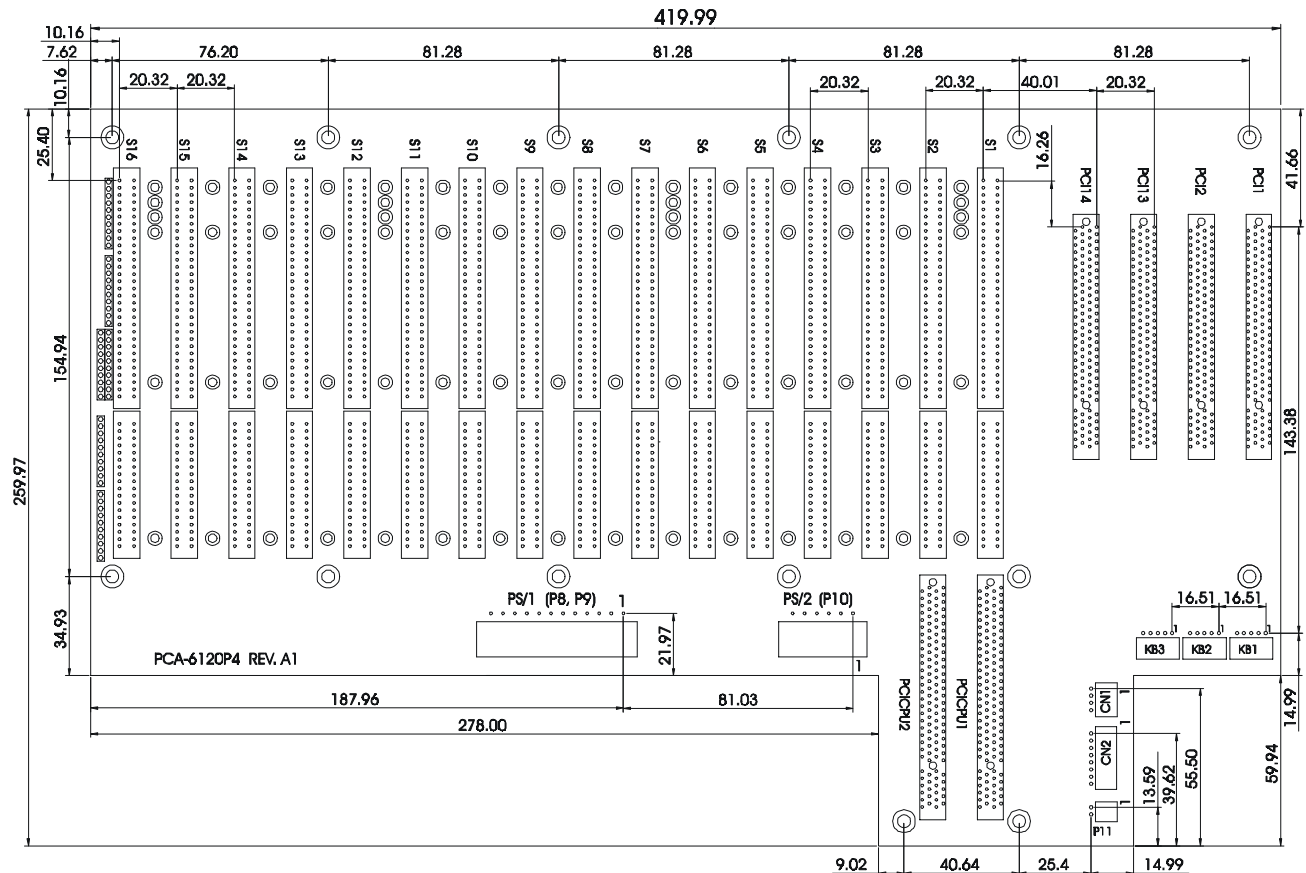 419.99
10.16
7.62
76.20
81.28
81.28
81.28
81.28
20.32
20.32
20.32
20.32
40.01
20.32
10.16
25.40
S16
S15
S14
S13
S12
S11
S10
S9
S8
S7
S6
S5
S4
S3
S2
S1
16.26
PCI14
PCI13
PCI2
PCI1
41.66
154.94
259.97
143.38
34.93
PS/1 (P8, P9)
1
PS/2 (P10)
1
21.97
16.51
16.51
1
1
1
KB3
KB2
KB1
PCA-6120P4 REV. A1
187.96
81.03
278.00
PCICPU2
PCICPU1
CN1
1
CN2
1
P11
1
13.59
39.62
55.50
14.99
59.94
9.02
40.64
25.4
14.99